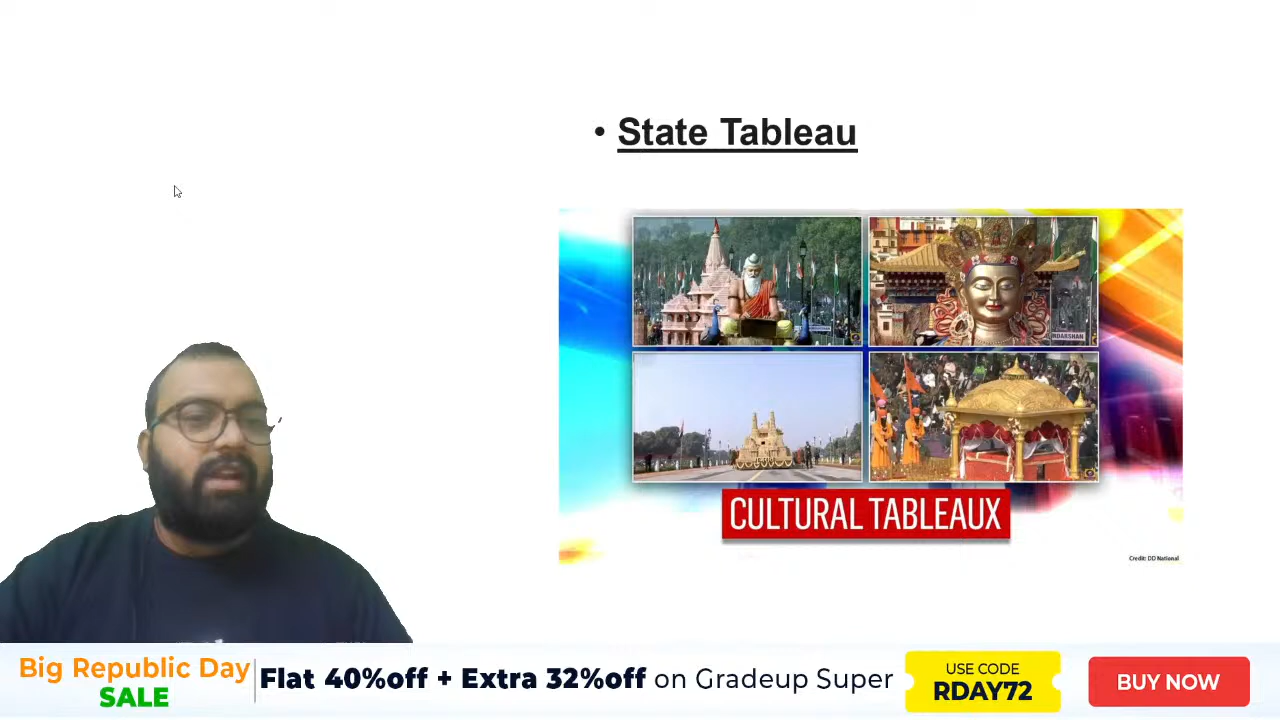 • State Tableau
MDARSHAN
CULTURAL TABLEAUX
Credit: DD National
Big Republic Day
SALE
Flat 40%off + Extra 32%off on Gradeup Super
USE CODE
RDAY72
BUY NOW